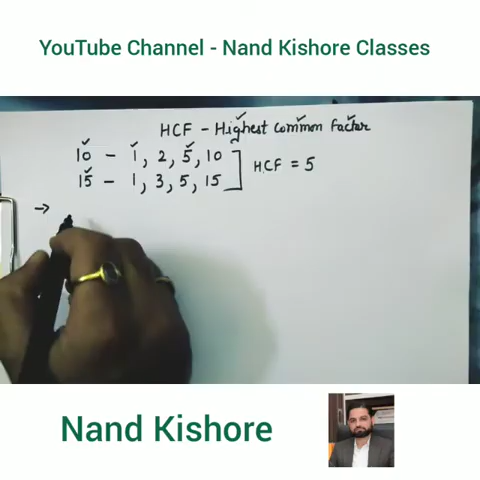 YouTube Channel - Nand Kishore Classes
HCF - Highest Common Factor
10 - 1, 2, 5, 10
15 - 1, 3, 5, 15
HCF = 5
Nand Kishore